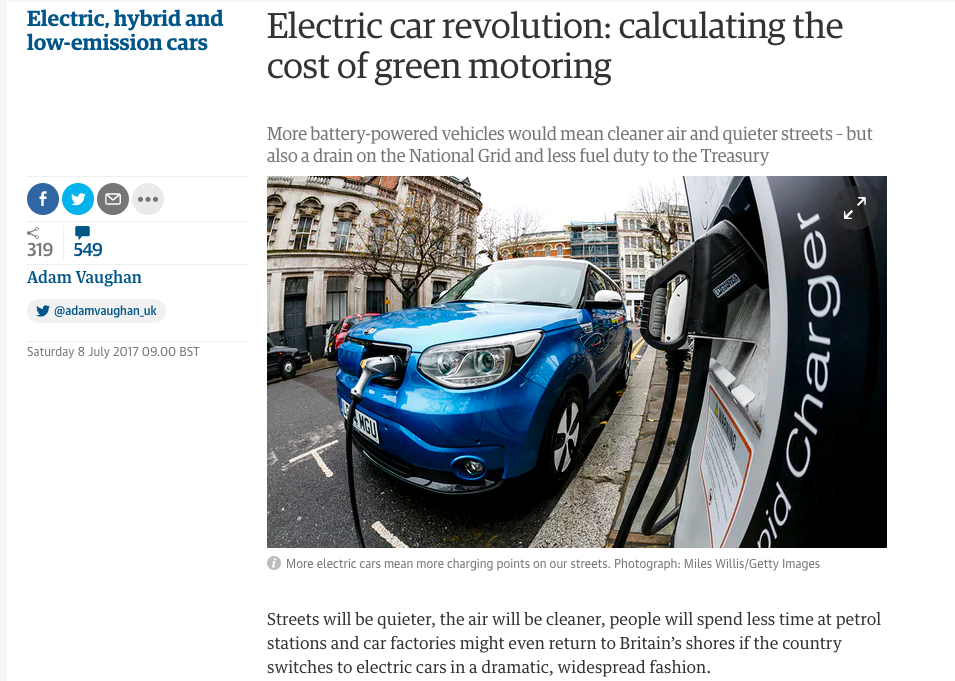 Electric, hybrid and
low-emission cars
Electric car revolution: calculating the
cost of green motoring
More battery-powered vehicles would mean cleaner air and quieter streets – but
also a drain on the National Grid and less fuel duty to the Treasury
319
549
Adam Vaughan
@adamvaughan_uk
Saturday 8 July 2017 09.00 BST
MGU
WARNING
pid Charger
More electric cars mean more charging points on our streets. Photograph: Miles Willis/Getty Images
Streets will be quieter, the air will be cleaner, people will spend less time at petrol
stations and car factories might even return to Britain's shores if the country
switches to electric cars in a dramatic, widespread fashion.